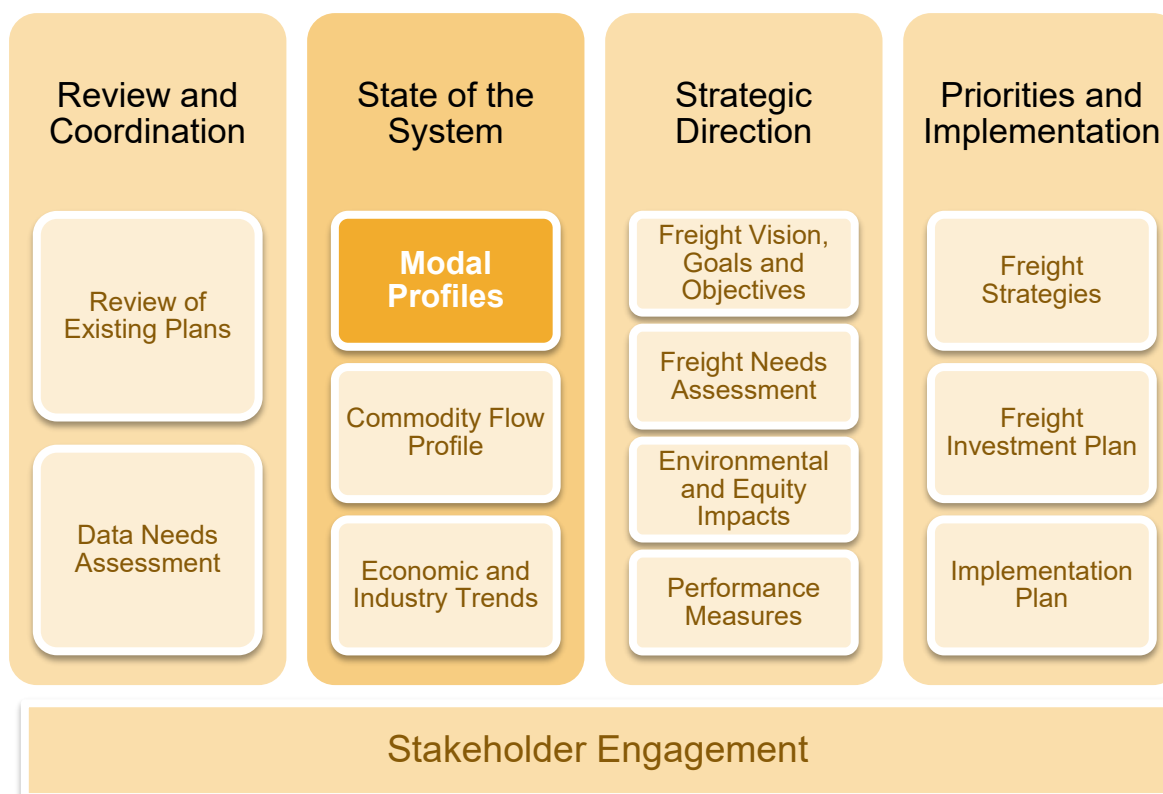 Review and
Coordination
Review of
Existing Plans
Data Needs
Assessment
State of the
System
Modal
Profiles
Commodity Flow
Profile
Economic and
Industry Trends
Strategic
Direction
Freight Vision,
Goals and
Objectives
Freight Needs
Assessment
Environmental
and Equity
Impacts
Performance
Measures
Priorities and
Implementation
Freight
Strategies
Freight
Investment Plan
Implementation
Plan
Stakeholder Engagement